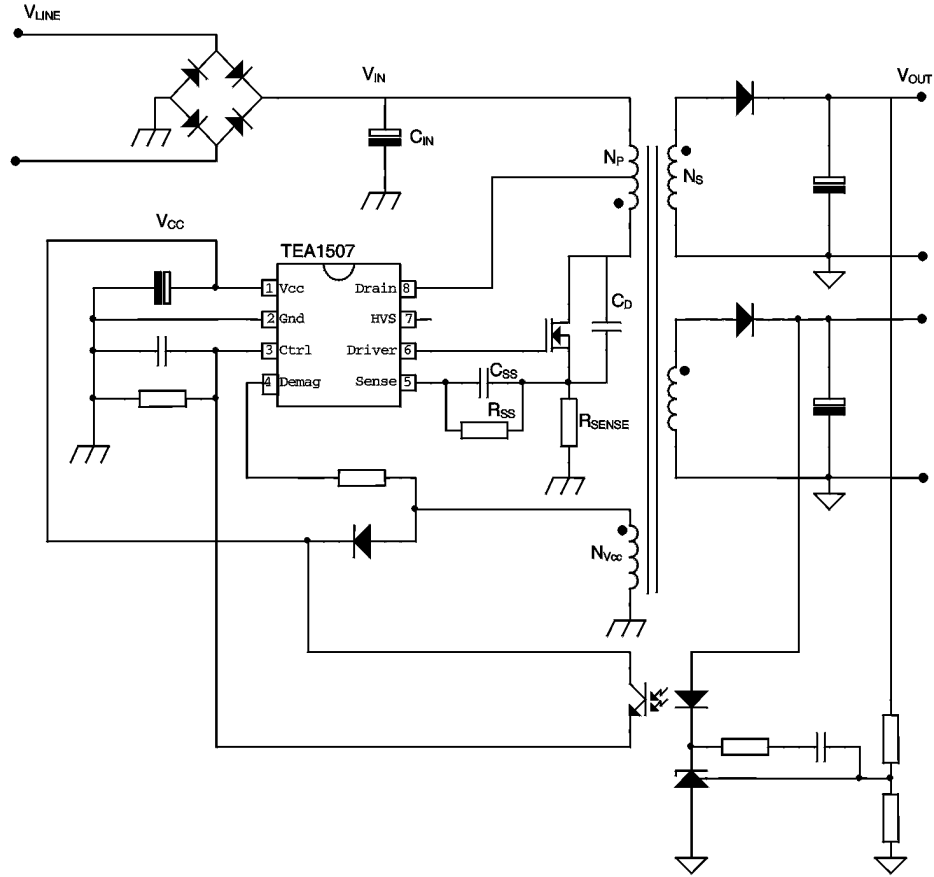 VLINE
VIN
VOUT
CIN
NP
NS
VCC
TEA1507
1 Vcc Drain 8
2 Gnd HVS 7
3 Ctrl Driver 6
4 Demag Sense 5
CD
CSS
RSS
RSENSE
NVcc